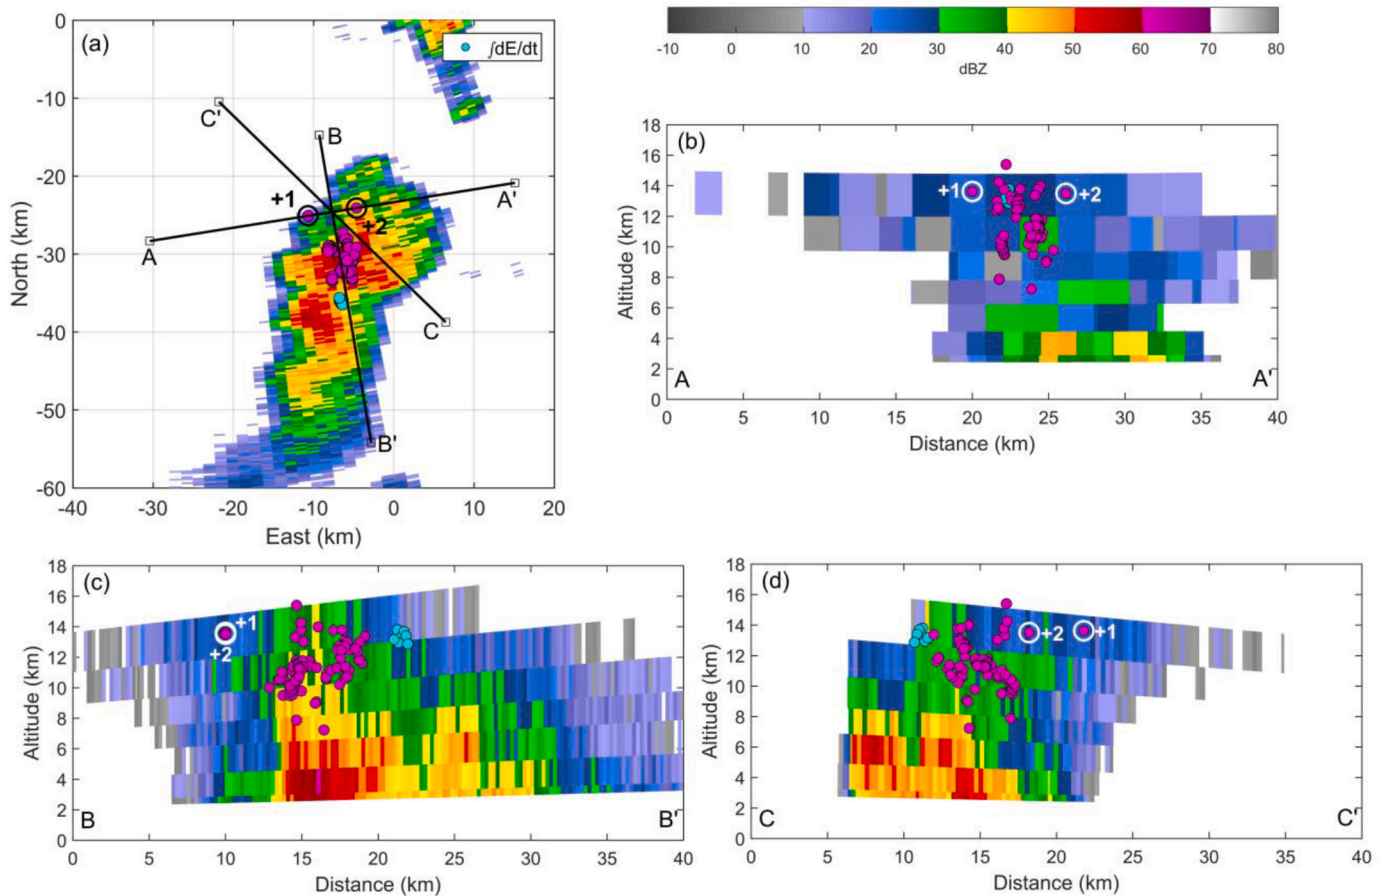 (a)
∫dE/dt
C'
B
+1
+2
A
A'
C
B'
0
-10
-20
-30
-40
-50
-60
North (km)
-40 -30 -20 -10 0 10 20
East (km)
-10 0 10 20 30 40 50 60 70 80
dBZ
(b)
18
16
14
12
10
8
6
4
2
0
Altitude (km)
+1
+2
A
A'
0 5 10 15 20 25 30 35 40
Distance (km)
(c)
18
16
14
12
10
8
6
4
2
0
Altitude (km)
+1
+2
B
B'
0 5 10 15 20 25 30 35 40
Distance (km)
(d)
18
16
14
12
10
8
6
4
2
0
Altitude (km)
+2
+1
C
C'
0 5 10 15 20 25 30 35 40
Distance (km)